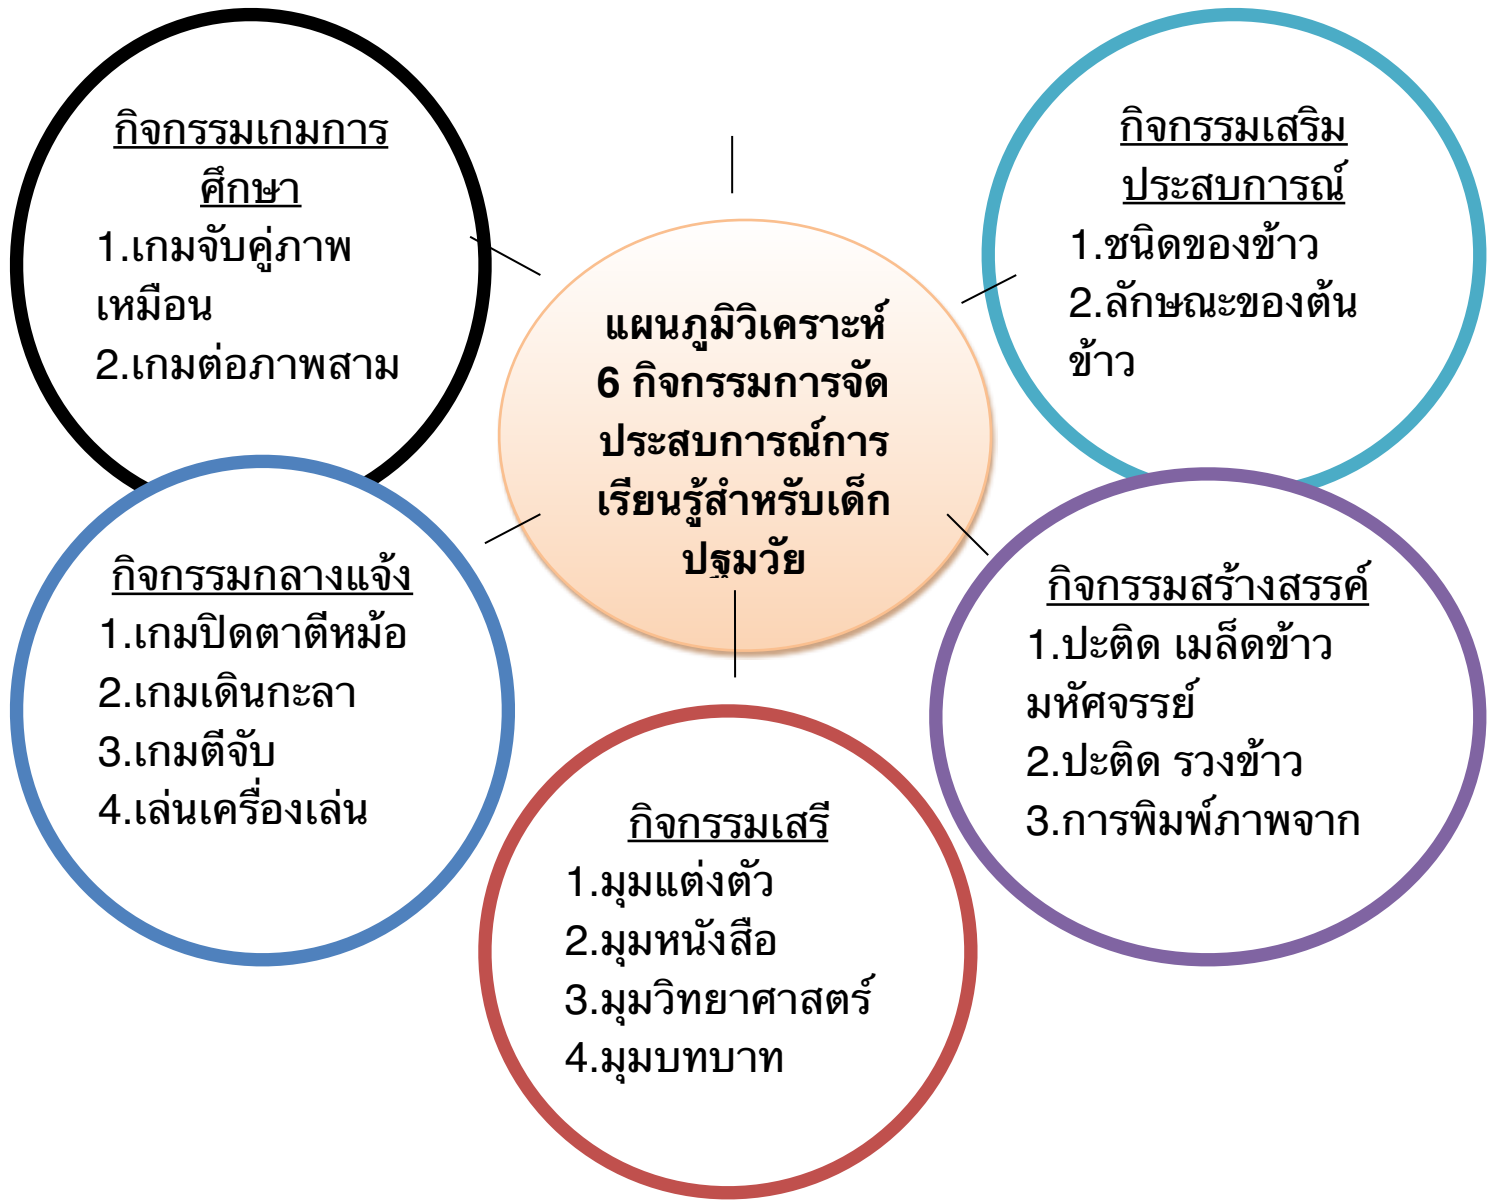 กิจกรรมเกมการ
ศึกษา
1.เกมจับคู่ภาพ
เหมือน
2.เกมต่อภาพสาม
กิจกรรมเสริม
ประสบการณ์
1.ชนิดของข้าว
2.ลักษณะของต้น
ข้าว
แผนภูมิวิเคราะห์
6 กิจกรรมการจัด
ประสบการณ์การ
เรียนรู้สำหรับเด็ก
ปฐมวัย
กิจกรรมกลางแจ้ง
1.เกมปิดตาตีหม้อ
2.เกมเดินกะลา
3.เกมตีจับ
4.เล่นเครื่องเล่น
กิจกรรมสร้างสรรค์
1.ปะติด เมล็ดข้าว
มหัศจรรย์
2.ปะติด รวงข้าว
3.การพิมพ์ภาพจาก
กิจกรรมเสรี
1.มุมแต่งตัว
2.มุมหนังสือ
3.มุมวิทยาศาสตร์
4.มุมบทบาท